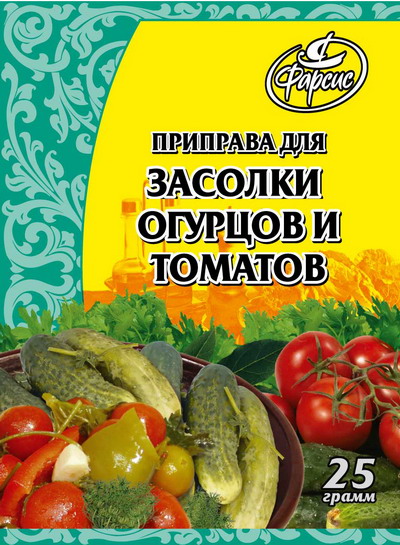 Фарсис
ПРИПРАВА ДЛЯ
ЗАСОЛКИ
ОГУРЦОВ И
ТОМАТОВ
25
грамм